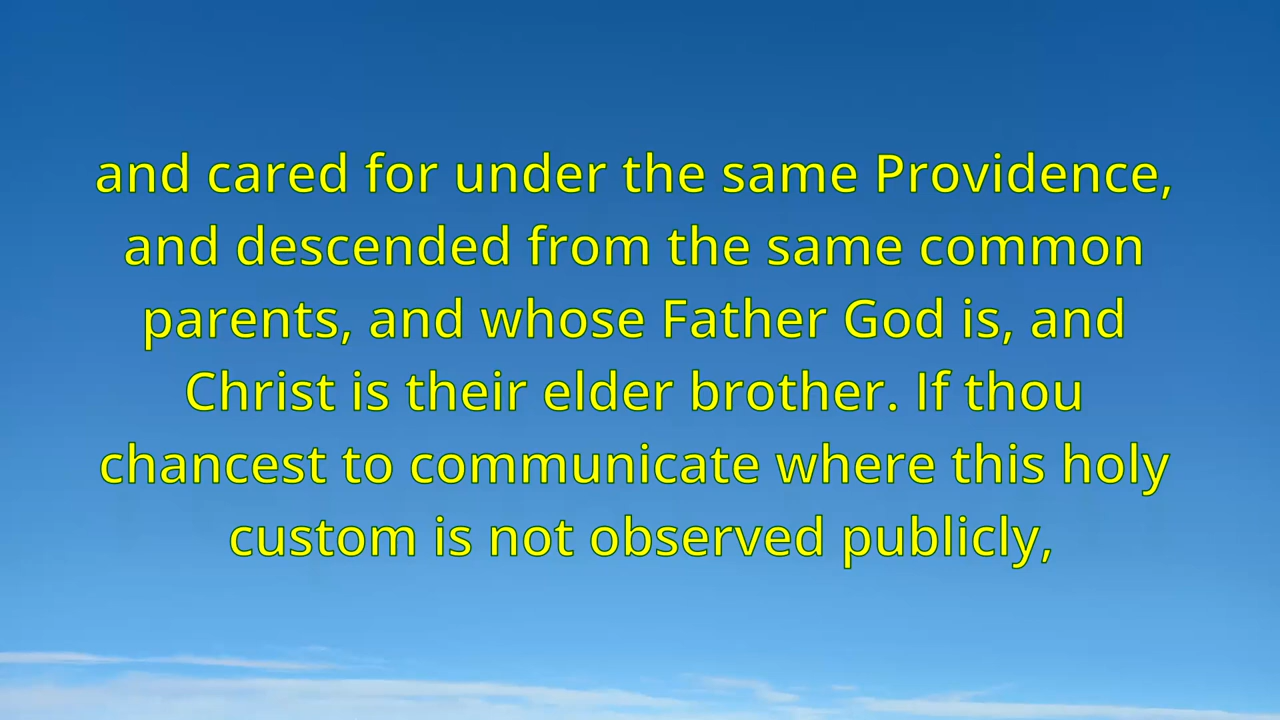 and cared for under the same Providence,
and descended from the same common
parents, and whose Father God is, and
Christ is their elder brother. If thou
chancest to communicate where this holy
custom is not observed publicly,